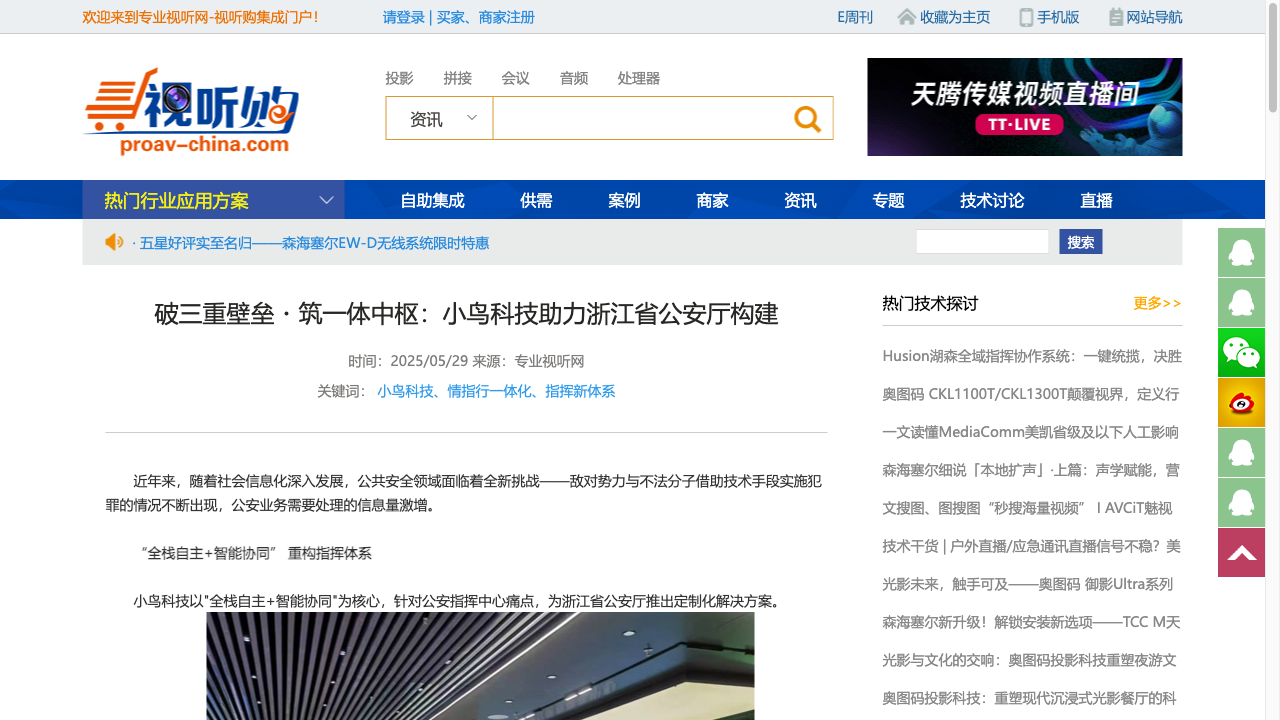 欢迎来到专业视听网-视听购集成门户！
请登录 | 买家、商家注册
E周刊
收藏为主页
手机版
网站导航
视听购
proav-china.com
投影
拼接
会议
音频
处理器
资讯
天腾传媒视频直播间
TT·LIVE
热门行业应用方案
自助集成
供需
案例
商家
资讯
专题
技术讨论
直播
· 五星好评实至名归——森海塞尔EW-D无线系统限时特惠
搜索
破三重壁垒・筑一体中枢：小鸟科技助力浙江省公安厅构建
时间：2025/05/29 来源：专业视听网
关键词： 小鸟科技、情指行一体化、指挥新体系
近年来，随着社会信息化深入发展，公共安全领域面临着全新挑战——敌对势力与不法分子借助技术手段实施犯
罪的情况不断出现，公安业务需要处理的信息量激增。
“全栈自主+智能协同” 重构指挥体系
小鸟科技以"全栈自主+智能协同"为核心，针对公安指挥中心痛点，为浙江省公安厅推出定制化解决方案。
热门技术探讨
更多>>
Husion湖森全域指挥协作系统：一键统揽，决胜
奥图码 CKL1100T/CKL1300T颠覆视界，定义行
一文读懂MediaComm美凯省级及以下人工影响
森海塞尔细说「本地扩声」·上篇：声学赋能，营
文搜图、图搜图“秒搜海量视频” I AVCiT魅视
技术干货 | 户外直播/应急通讯直播信号不稳？美
光影未来，触手可及——奥图码 御影Ultra系列
森海塞尔新升级！解锁安装新选项——TCC M天
光影与文化的交响：奥图码投影科技重塑夜游文
奥图码投影科技：重塑现代沉浸式光影餐厅的科